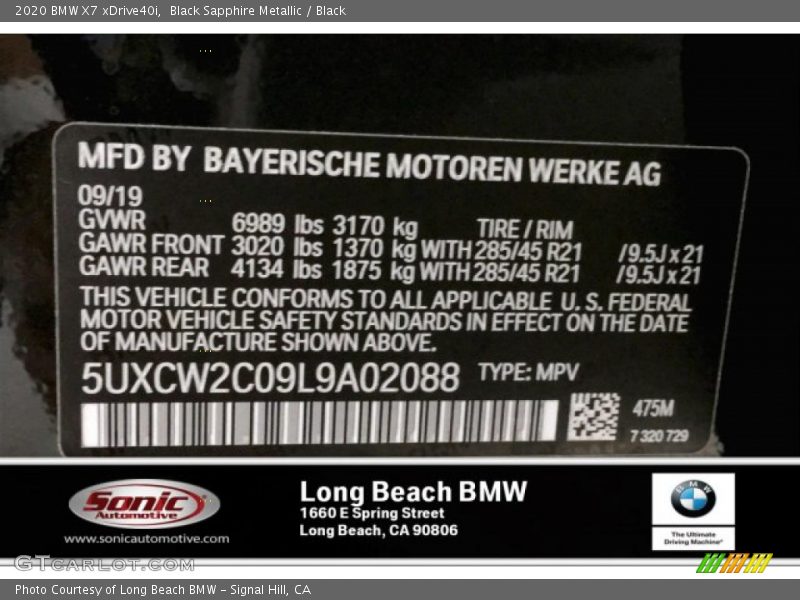 2020 BMW X7 xDrive40i,  Black Sapphire Metallic / Black
MFD BY BAYERISCHE MOTOREN WERKE AG
09/19
GVWR 6989 lbs 3170 kg TIRE / RIM
GAWR FRONT 3020 lbs 1370 kg WITH 285/45 R21 /9.5J x 21
GAWR REAR 4134 lbs 1875 kg WITH 285/45 R21 /9.5J x 21
THIS VEHICLE CONFORMS TO ALL APPLICABLE U.S. FEDERAL
MOTOR VEHICLE SAFETY STANDARDS IN EFFECT ON THE DATE
OF MANUFACTURE SHOWN ABOVE.
5UXCW2C09L9A02088 TYPE: MPV
475M
7 320 729
Sonic
Automotive
www.sonicautomotive.com
Long Beach BMW
1660 E Spring Street
Long Beach, CA 90806
BMW
The Ultimate
Driving Machine®
GTCARLOT.COM
Photo Courtesy of Long Beach BMW - Signal Hill, CA